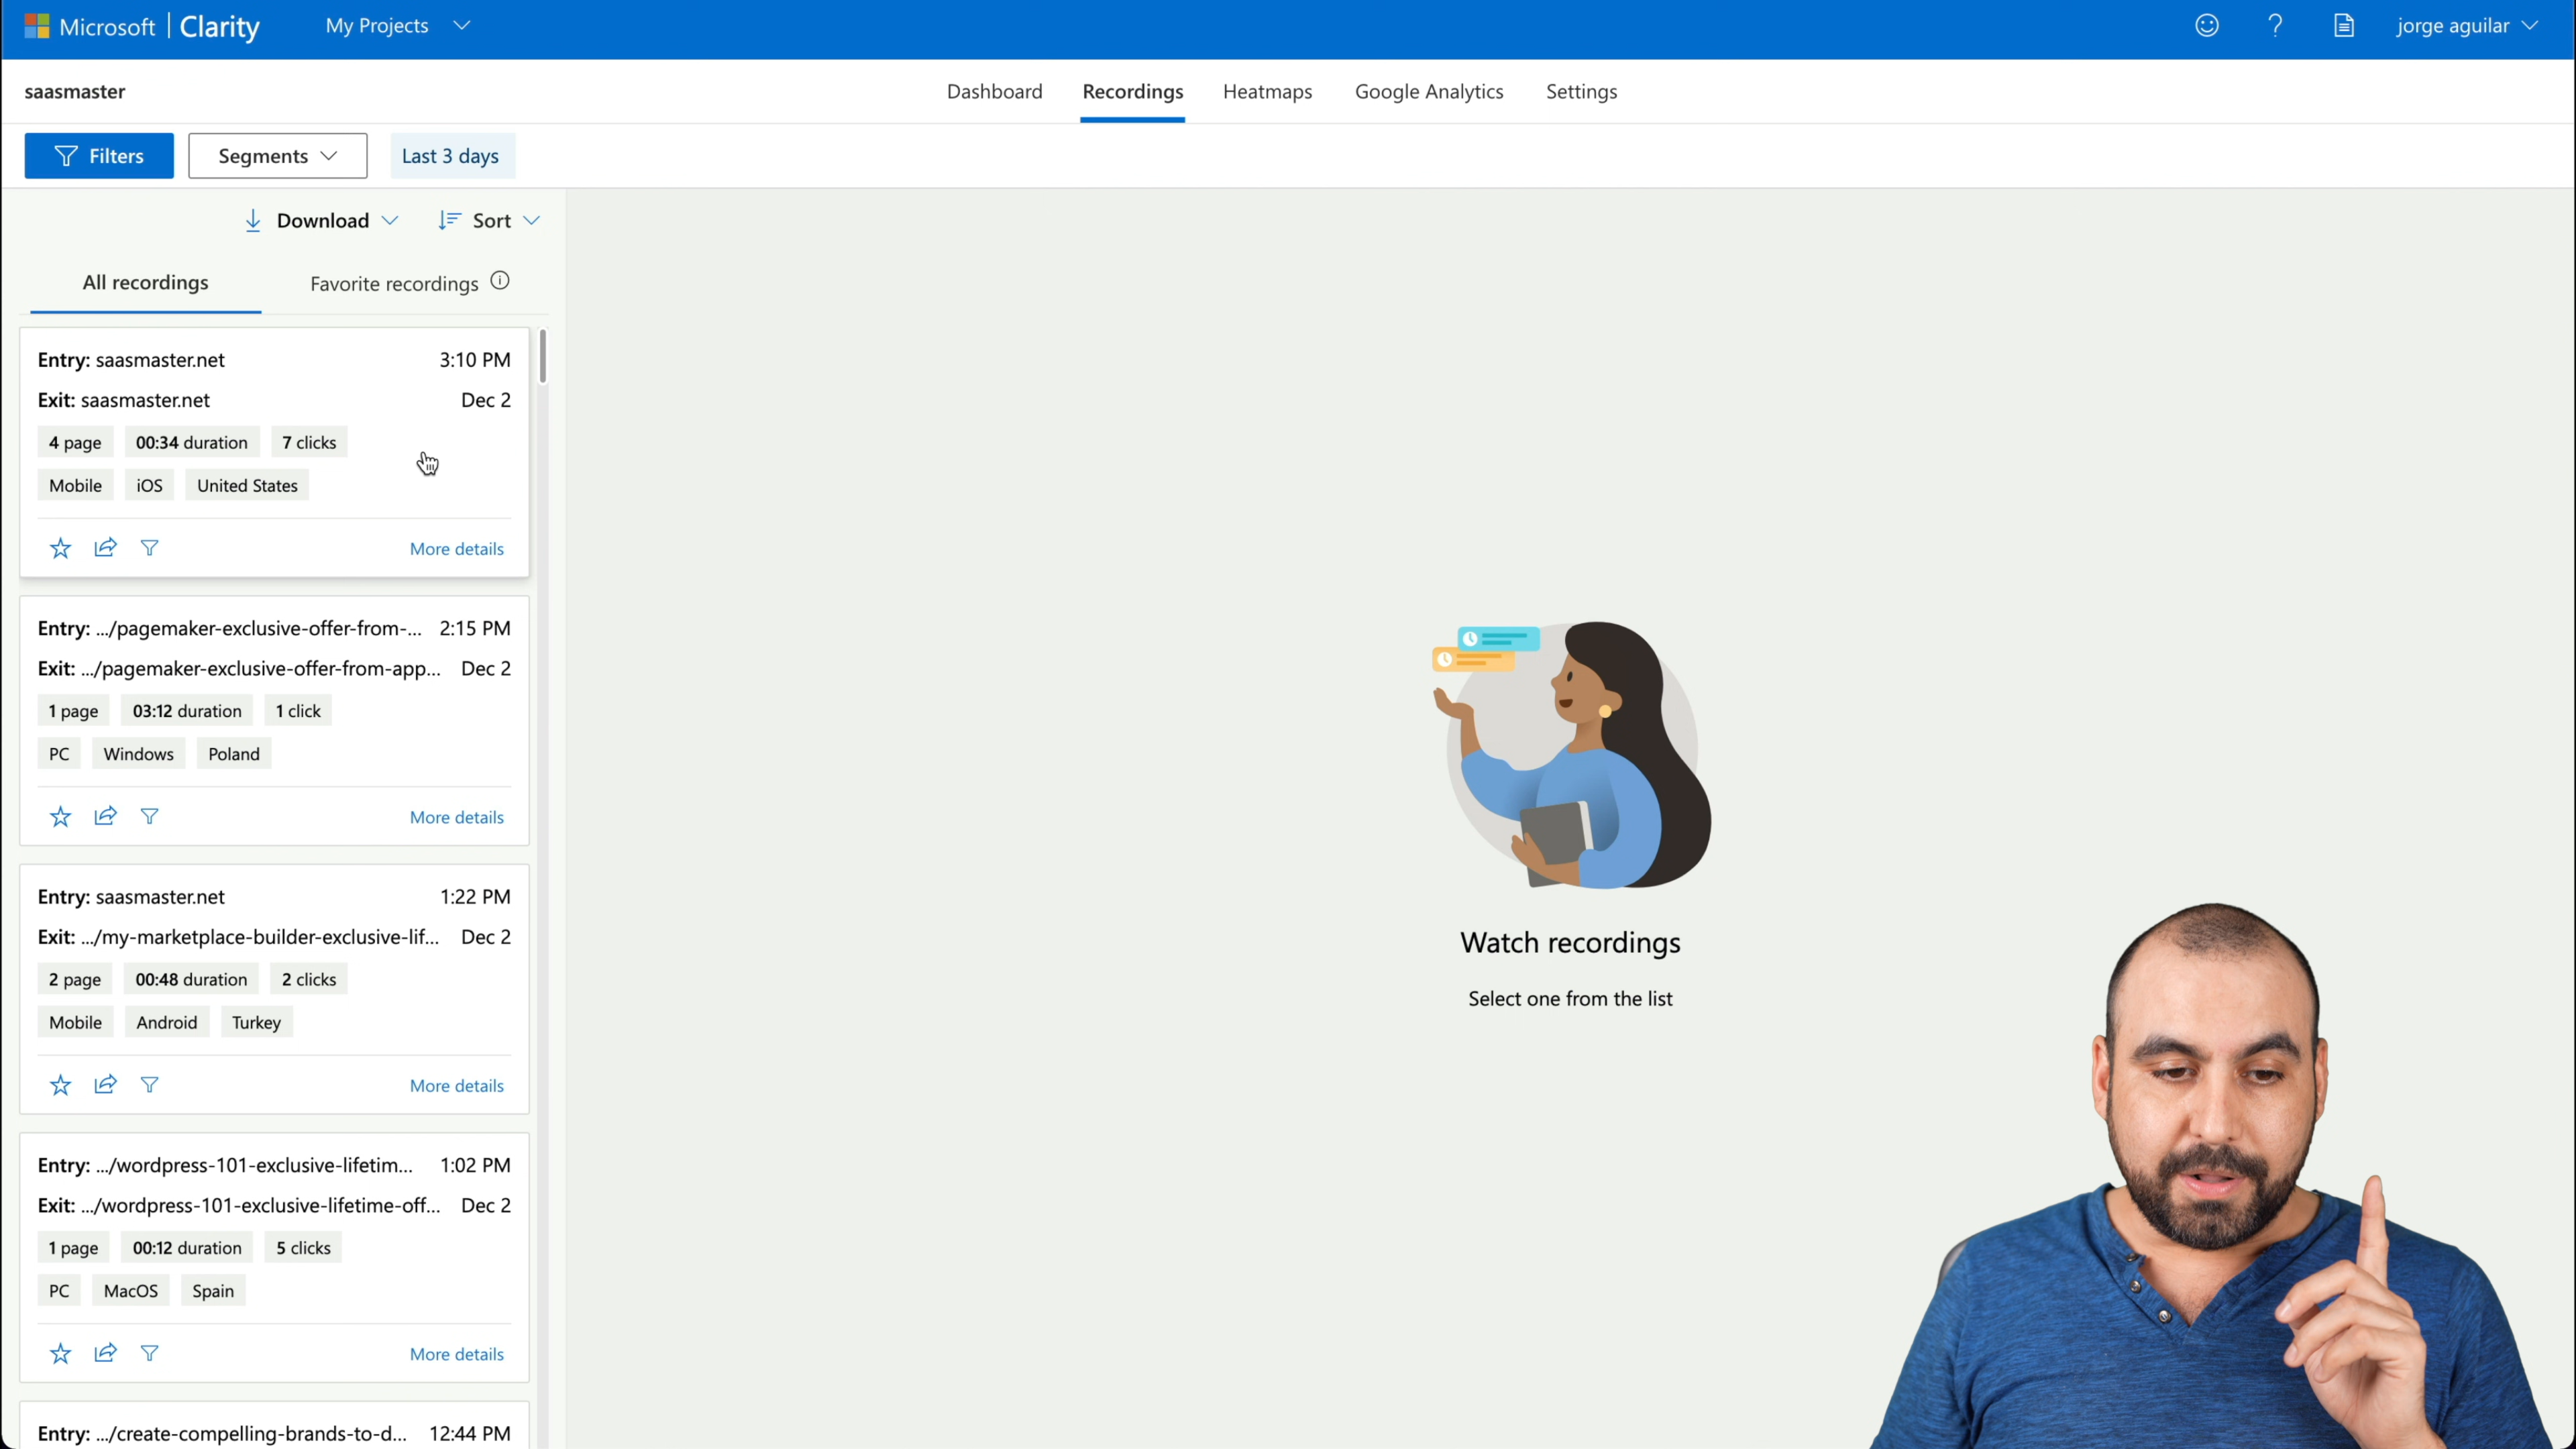 Microsoft | Clarity
My Projects
jorge aguilar
saasmaster
Dashboard
Recordings
Heatmaps
Google Analytics
Settings
Filters
Segments
Last 3 days
Download
Sort
All recordings
Favorite recordings
Entry: saasmaster.net 3:10 PM
Exit: saasmaster.net Dec 2
4 page 00:34 duration 7 clicks
Mobile iOS United States
More details
Entry: .../pagemaker-exclusive-offer-from-... 2:15 PM
Exit: .../pagemaker-exclusive-offer-from-app... Dec 2
1 page 03:12 duration 1 click
PC Windows Poland
More details
Entry: saasmaster.net 1:22 PM
Exit: .../my-marketplace-builder-exclusive-lif... Dec 2
2 page 00:48 duration 2 clicks
Mobile Android Turkey
More details
Entry: .../wordpress-101-exclusive-lifetim... 1:02 PM
Exit: .../wordpress-101-exclusive-lifetime-off... Dec 2
1 page 00:12 duration 5 clicks
PC MacOS Spain
More details
Entry: .../create-compelling-brands-to-d... 12:44 PM
Watch recordings
Select one from the list